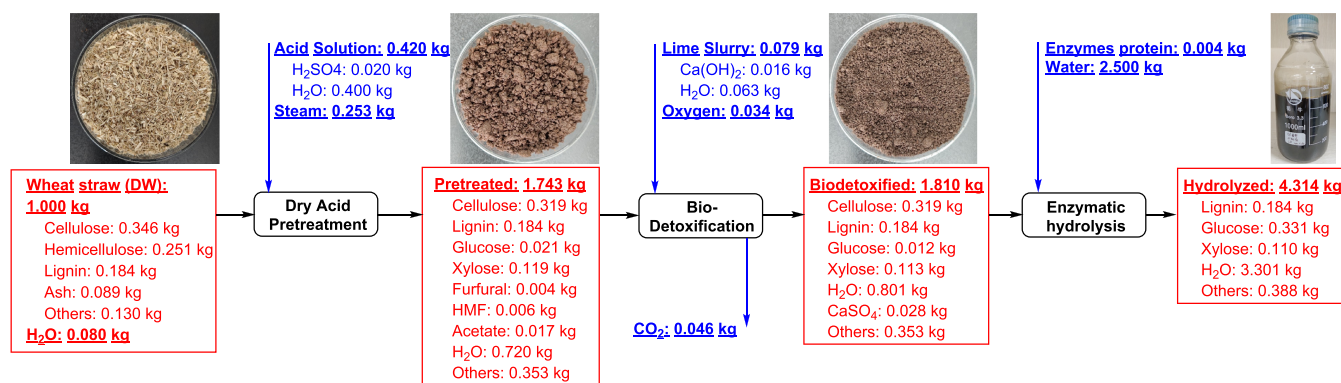 Acid Solution: 0.420 kg
H₂SO4: 0.020 kg
H₂O: 0.400 kg
Steam: 0.253 kg
Lime Slurry: 0.079 kg
Ca(OH)₂: 0.016 kg
H₂O: 0.063 kg
Oxygen: 0.034 kg
Enzymes protein: 0.004 kg
Water: 2.500 kg
1000ml
Wheat straw (DW):
1.000 kg
Cellulose: 0.346 kg
Hemicellulose: 0.251 kg
Lignin: 0.184 kg
Ash: 0.089 kg
Others: 0.130 kg
H₂O: 0.080 kg
Dry Acid
Pretreatment
Pretreated: 1.743 kg
Cellulose: 0.319 kg
Lignin: 0.184 kg
Glucose: 0.021 kg
Xylose: 0.119 kg
Furfural: 0.004 kg
HMF: 0.006 kg
Acetate: 0.017 kg
H₂O: 0.720 kg
Others: 0.353 kg
Bio-
Detoxification
CO₂: 0.046 kg
Biodetoxified: 1.810 kg
Cellulose: 0.319 kg
Lignin: 0.184 kg
Glucose: 0.012 kg
Xylose: 0.113 kg
H₂O: 0.801 kg
CaSO₄: 0.028 kg
Others: 0.353 kg
Enzymatic
hydrolysis
Hydrolyzed: 4.314 kg
Lignin: 0.184 kg
Glucose: 0.331 kg
Xylose: 0.110 kg
H₂O: 3.301 kg
Others: 0.388 kg